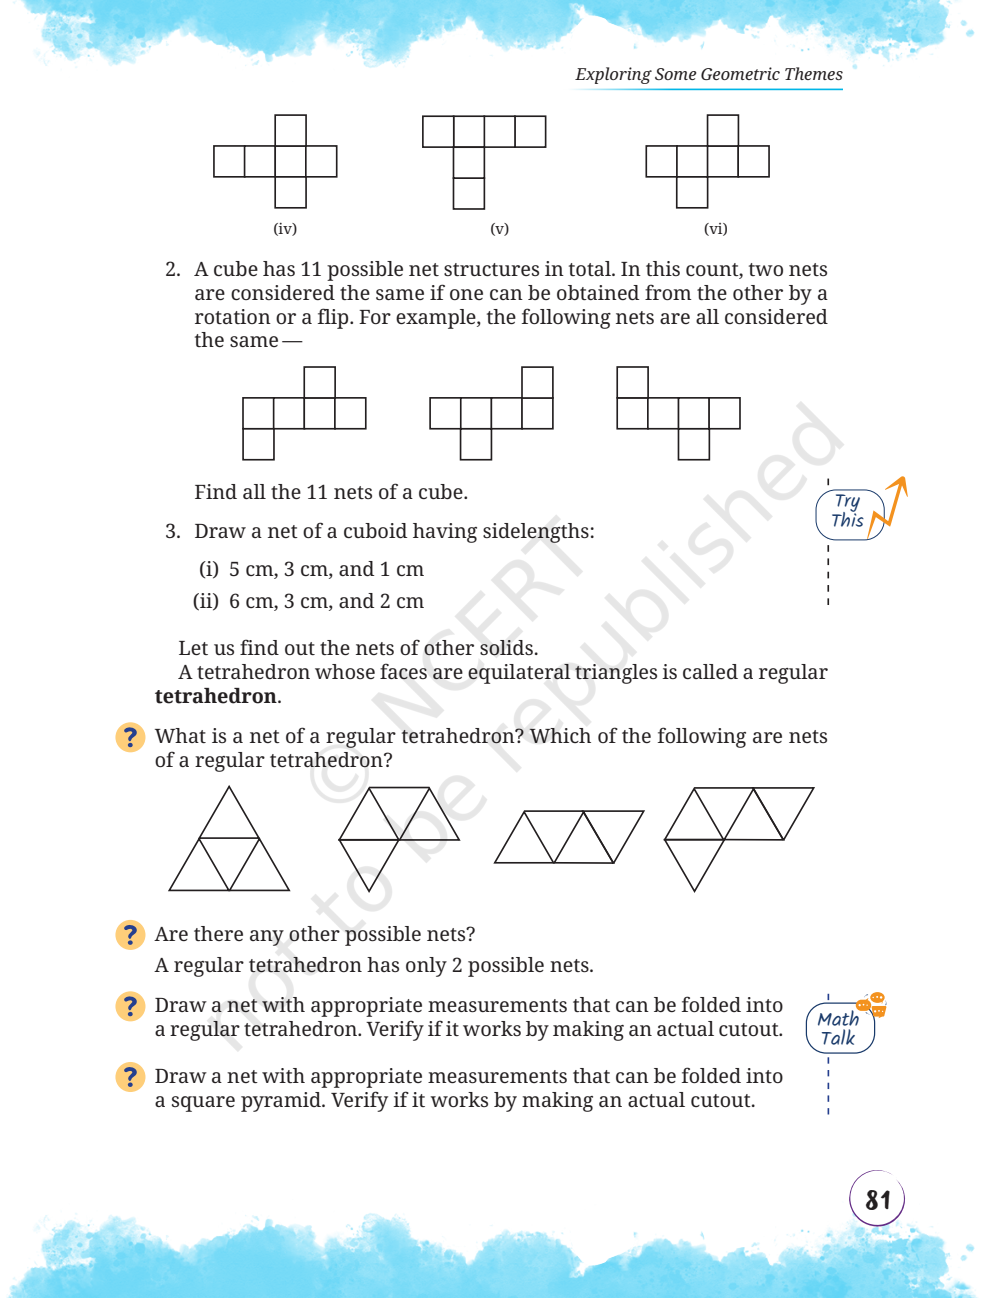 Exploring Some Geometric Themes
(iv) (v) (vi)
2. A cube has 11 possible net structures in total. In this count, two nets
are considered the same if one can be obtained from the other by a
rotation or a flip. For example, the following nets are all considered
the same —
Find all the 11 nets of a cube.
Try
This
3. Draw a net of a cuboid having sidelengths:
(i) 5 cm, 3 cm, and 1 cm
(ii) 6 cm, 3 cm, and 2 cm
Let us find out the nets of other solids.
A tetrahedron whose faces are equilateral triangles is called a regular
tetrahedron.
? What is a net of a regular tetrahedron? Which of the following are nets
of a regular tetrahedron?
? Are there any other possible nets?
A regular tetrahedron has only 2 possible nets.
? Draw a net with appropriate measurements that can be folded into
a regular tetrahedron. Verify if it works by making an actual cutout.
Math
Talk
? Draw a net with appropriate measurements that can be folded into
a square pyramid. Verify if it works by making an actual cutout.
81
© NCERT
not to be republished